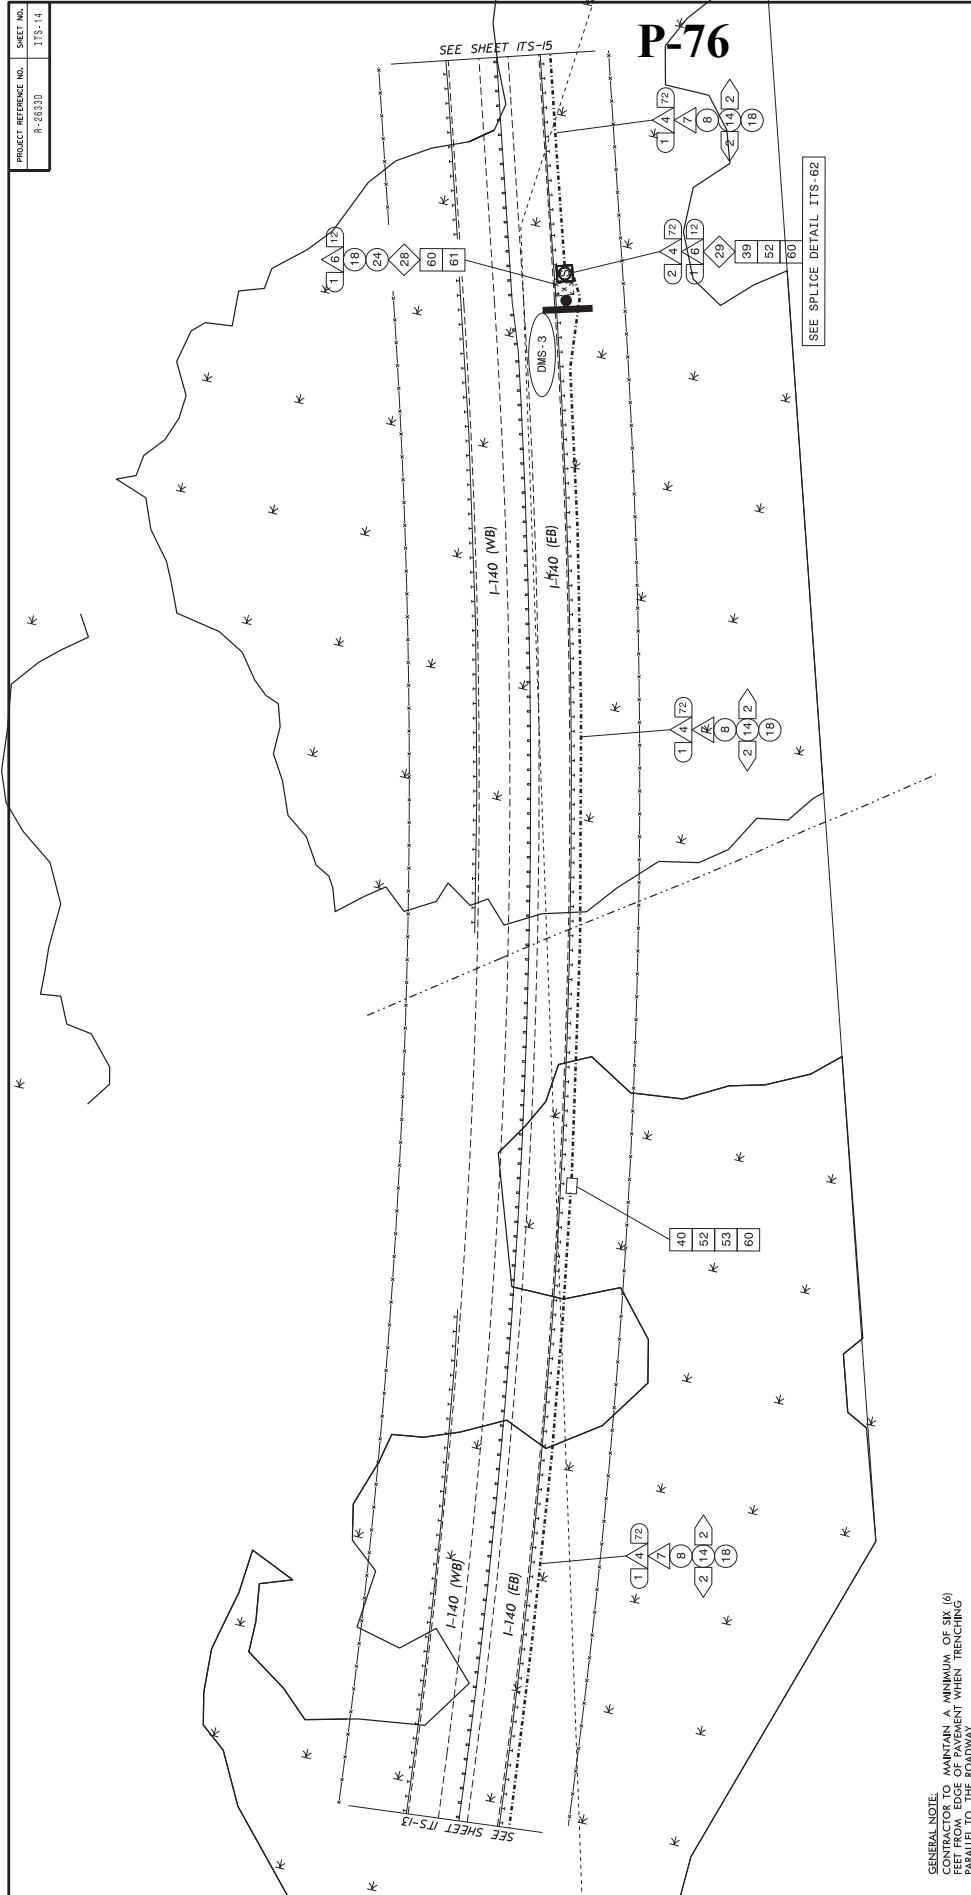 PROJECT REFERENCE NO.
SHEET NO.
R-2633D
ITS-14
P-76
SEE SHEET ITS-15
1 4 72
7
8
2 14 2
18
1 6 12
18
24
28
60
61
2 4 72
1 6 12
29
39
52
60
SEE SPLICE DETAIL ITS-62
S
DMS-3
I-140 (WB)
I-140 (EB)
1 4 72
7
8
2 14 2
18
40
52
53
60
1 4 72
7
8
2 14 2
18
I-140 (WB)
I-140 (EB)
SEE SHEET ITS-13
GENERAL NOTE:
CONTRACTOR TO MAINTAIN A MINIMUM OF SIX (6)
FEET FROM EDGE OF PAVEMENT WHEN TRENCHING
PARALLEL TO THE ROADWAY